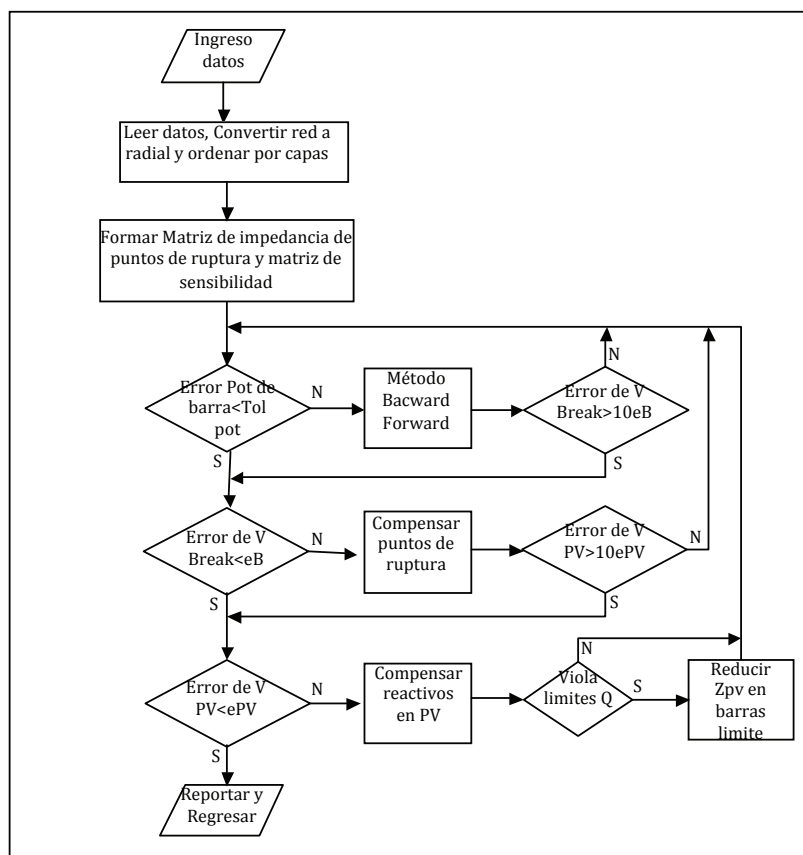 Ingreso
datos
Leer datos, Convertir red a
radial y ordenar por capas
Formar Matriz de impedancia de
puntos de ruptura y matriz de
sensibilidad
Error Pot de
barra<Tol
pot
N
S
Método
Bacward
Forward
Error de V
Break>10eB
N
S
Error de V
Break<eB
N
S
Compensar
puntos de
ruptura
Error de V
PV>10ePV
N
S
Error de V
PV<ePV
N
S
Compensar
reactivos
en PV
Viola
limites Q
N
S
Reducir
Zpv en
barras
limite
Reportar y
Regresar